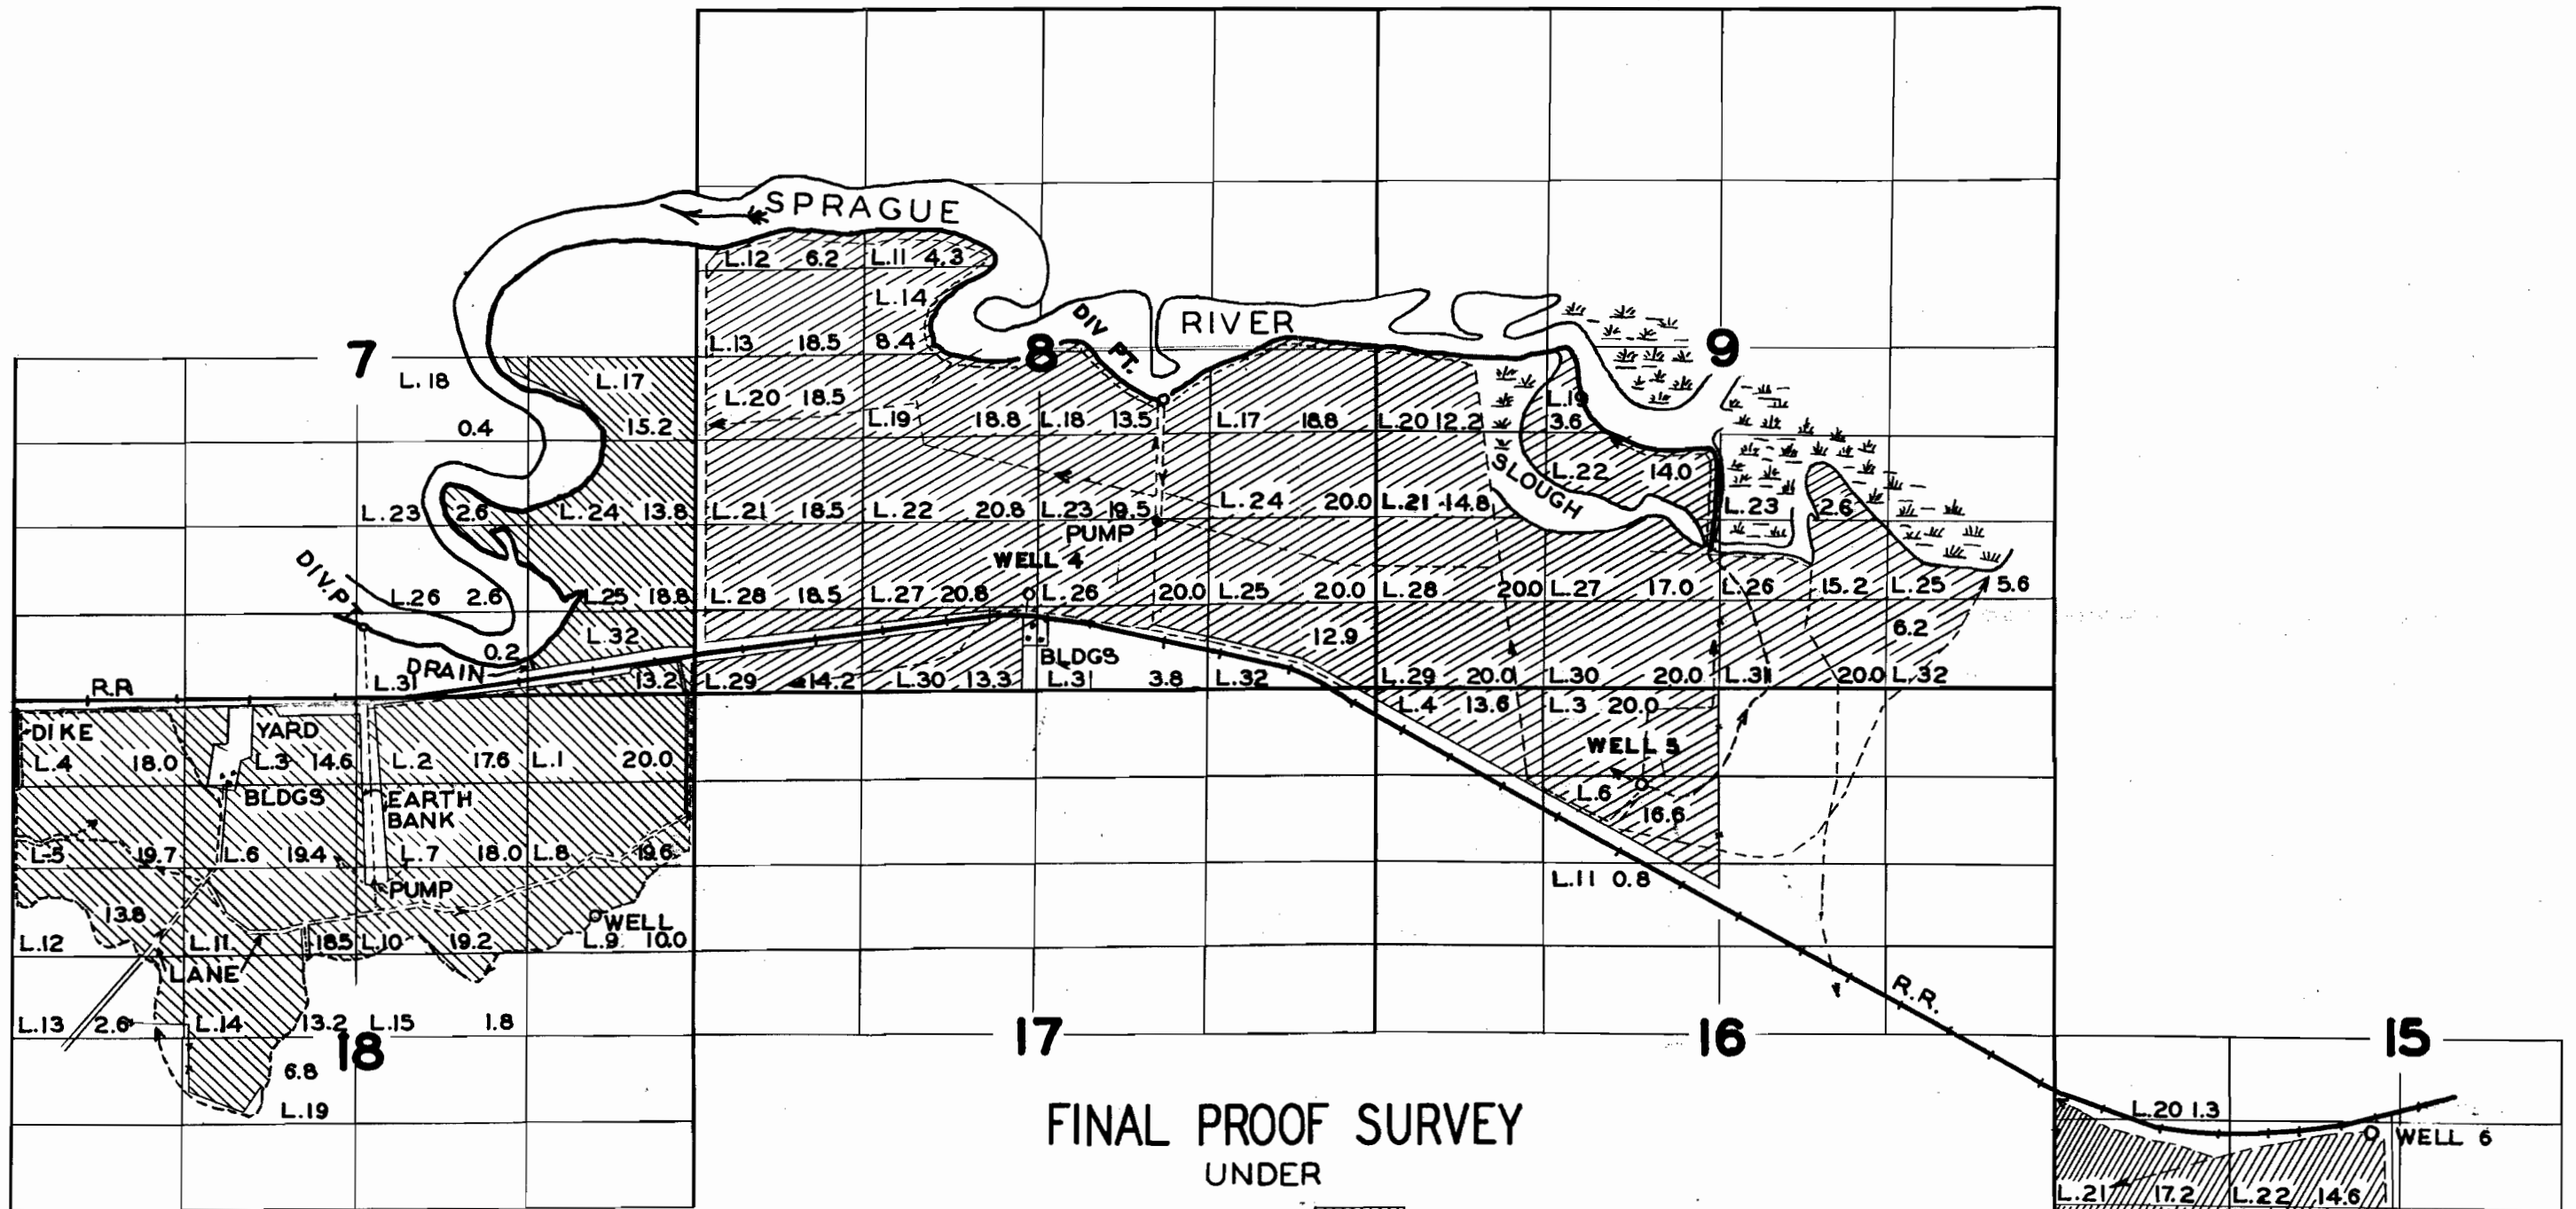 SPRAGUE
L.12 6.2 L.11 4.3
L.14
DIV PT.
RIVER
7
L.13 18.5 8.4
8
9
L.18
L.17
L.20 18.5
L.19
0.4
15.2
L.19 18.8 L.18 13.5 L.17 18.8 L.20 12.2
3.6
SLOUGH
L.22 14.0
L.23 2.6 L.24 13.8 L.21 18.5 L.22 20.8 L.23 19.5 L.24 20.0 L.21 14.8
L.23 2.6
PUMP
WELL 4
DIV. PT.
L.26 2.6 L.25 18.8 L.28 18.5 L.27 20.8 L.26 20.0 L.25 20.0 L.28 20.0 L.27 17.0 L.26 15.2 L.25 5.6
L.32
12.9
6.2
0.2
DRAIN
BLDGS
R.R
L.31 13.2 L.29 14.2 L.30 13.3 L.31 3.8 L.32 L.29 20.0 L.30 20.0 L.31 20.0 L.32
L.4 13.6 L.3 20.0
DIKE
YARD
WELL 5
L.4 18.0 L.3 14.6 L.2 17.6 L.1 20.0
BLDGS
EARTH
BANK
L.6
16.6
L.5 19.7 L.6 19.4 L.7 18.0 L.8 19.6
PUMP
L.11 0.8
13.8
WELL
L.12 L.11 18.5 L.10 19.2 L.9 10.0
LANE
R.R.
L.13 2.6 L.14 13.2 L.15 1.8
18
17
16
15
6.8
L.19
L.20 1.3
WELL 6
FINAL PROOF SURVEY
UNDER
L.21 17.2 L.22 14.6